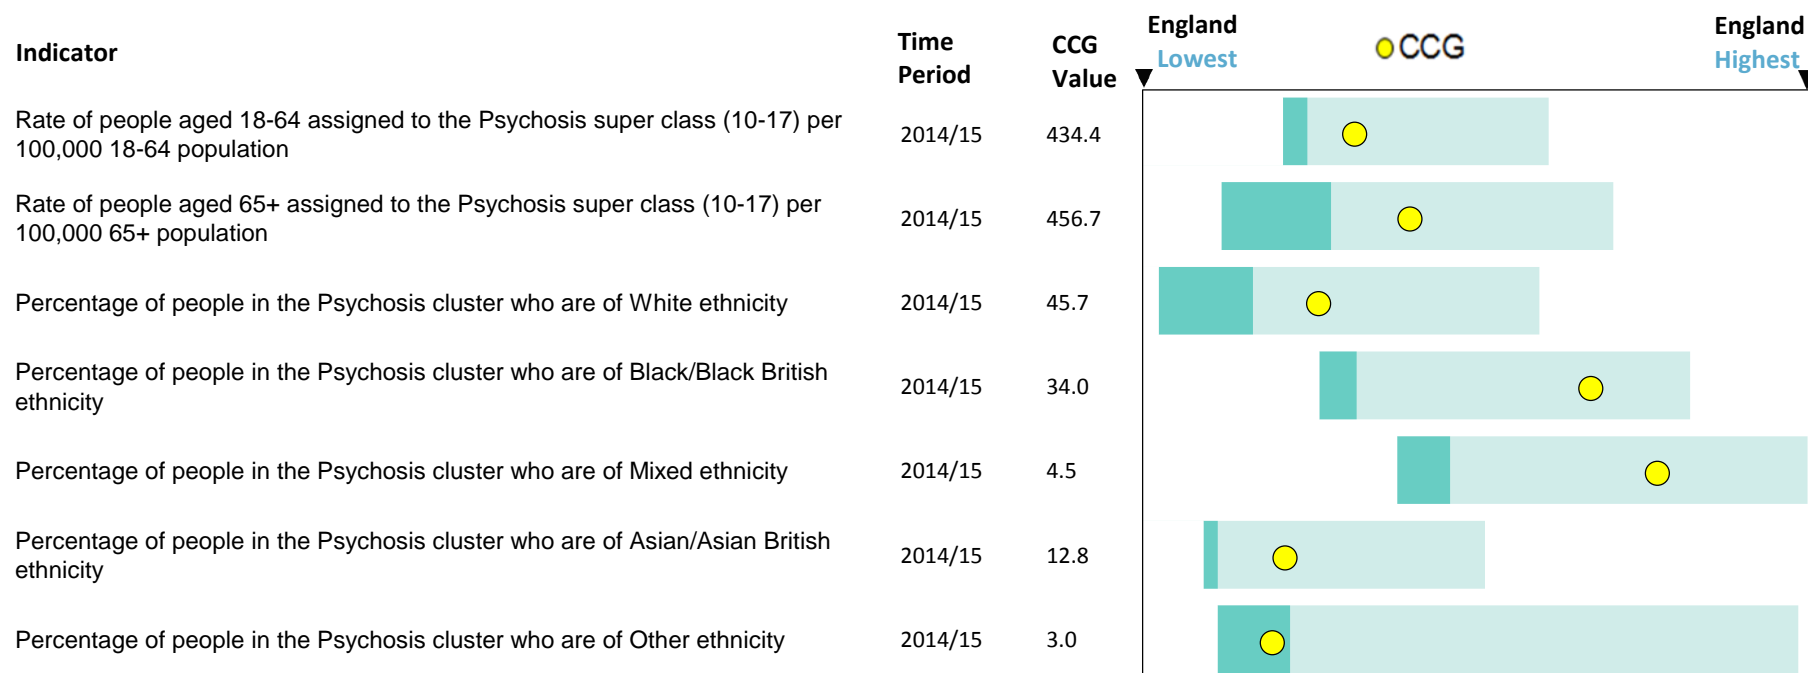 Indicator
Time Period
CCG Value
England Lowest
CCG
England Highest
Rate of people aged 18-64 assigned to the Psychosis super class (10-17) per
100,000 18-64 population
2014/15
434.4
Rate of people aged 65+ assigned to the Psychosis super class (10-17) per
100,000 65+ population
2014/15
456.7
Percentage of people in the Psychosis cluster who are of White ethnicity
2014/15
45.7
Percentage of people in the Psychosis cluster who are of Black/Black British
ethnicity
2014/15
34.0
Percentage of people in the Psychosis cluster who are of Mixed ethnicity
2014/15
4.5
Percentage of people in the Psychosis cluster who are of Asian/Asian British
ethnicity
2014/15
12.8
Percentage of people in the Psychosis cluster who are of Other ethnicity
2014/15
3.0